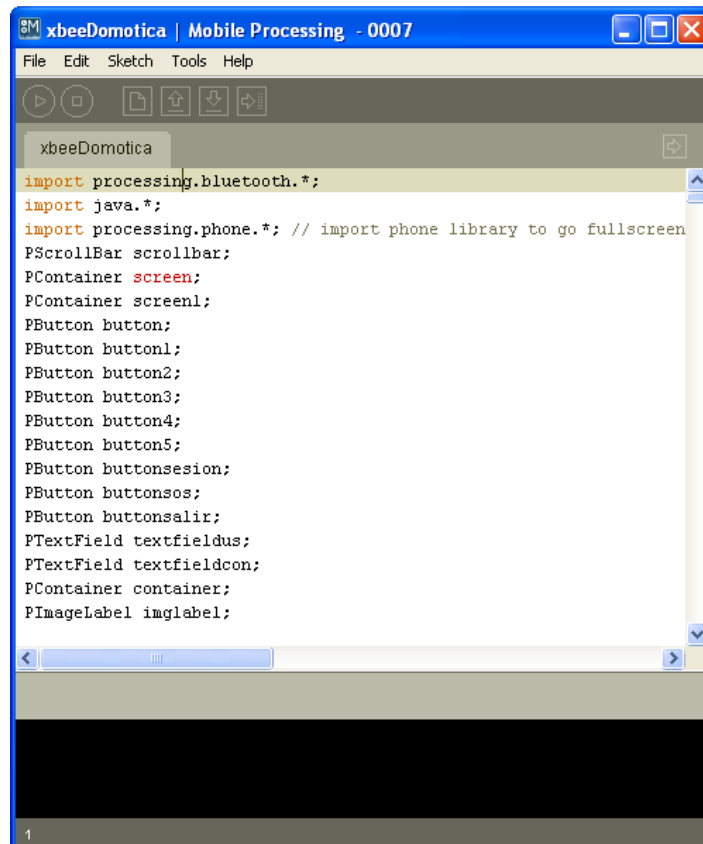 xbeeDomotica | Mobile Processing - 0007
File Edit Sketch Tools Help
xbeeDomotica
import processing.bluetooth.*;
import java.*;
import processing.phone.*; // import phone library to go fullscreen
PScrollBar scrollbar;
PContainer screen;
PContainer screen1;
PButton button;
PButton button1;
PButton button2;
PButton button3;
PButton button4;
PButton button5;
PButton buttonsesion;
PButton buttonsos;
PButton buttonsalir;
PTextField textfieldus;
PTextField textfieldcon;
PContainer container;
PImageLabel imglabel;
1